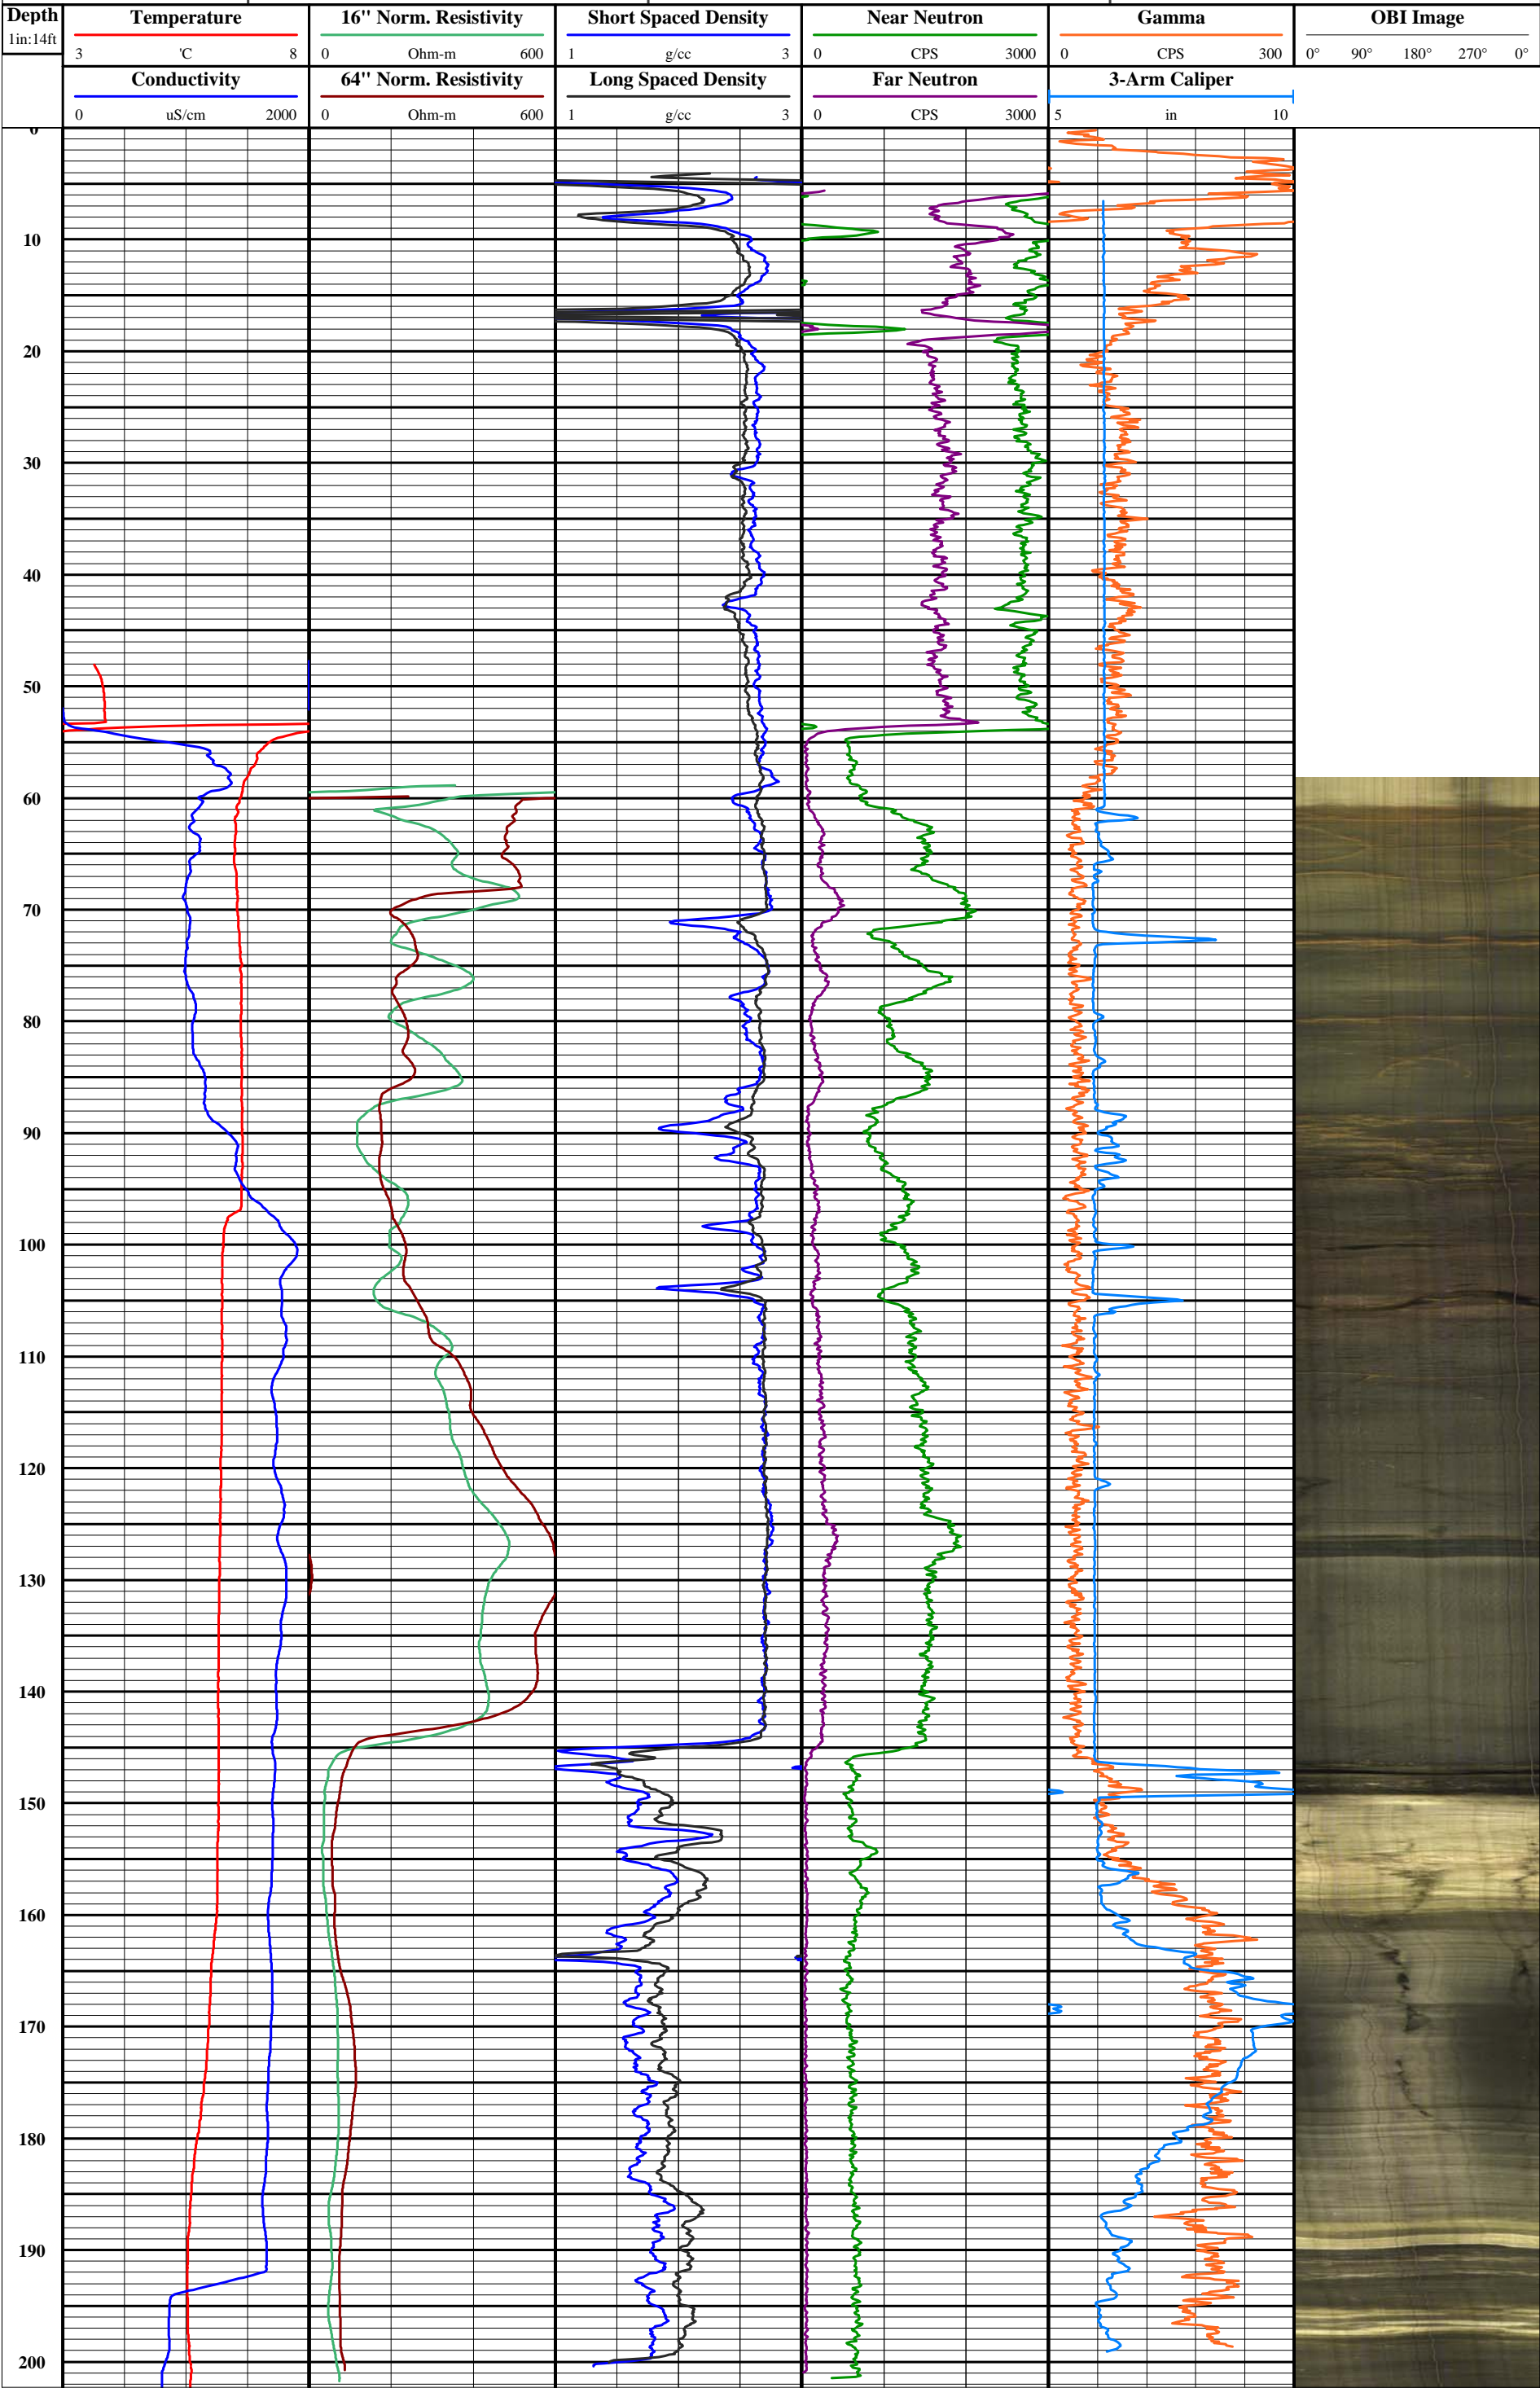 Depth
1in:14ft
Temperature
3 'C 8
Conductivity
0 uS/cm 2000
16" Norm. Resistivity
0 Ohm-m 600
64" Norm. Resistivity
0 Ohm-m 600
Short Spaced Density
1 g/cc 3
Long Spaced Density
1 g/cc 3
Near Neutron
0 CPS 3000
Far Neutron
0 CPS 3000
Gamma
0 CPS 300
3-Arm Caliper
5 in 10
OBI Image
0° 90° 180° 270° 0°
0
10
20
30
40
50
60
70
80
90
100
110
120
130
140
150
160
170
180
190
200